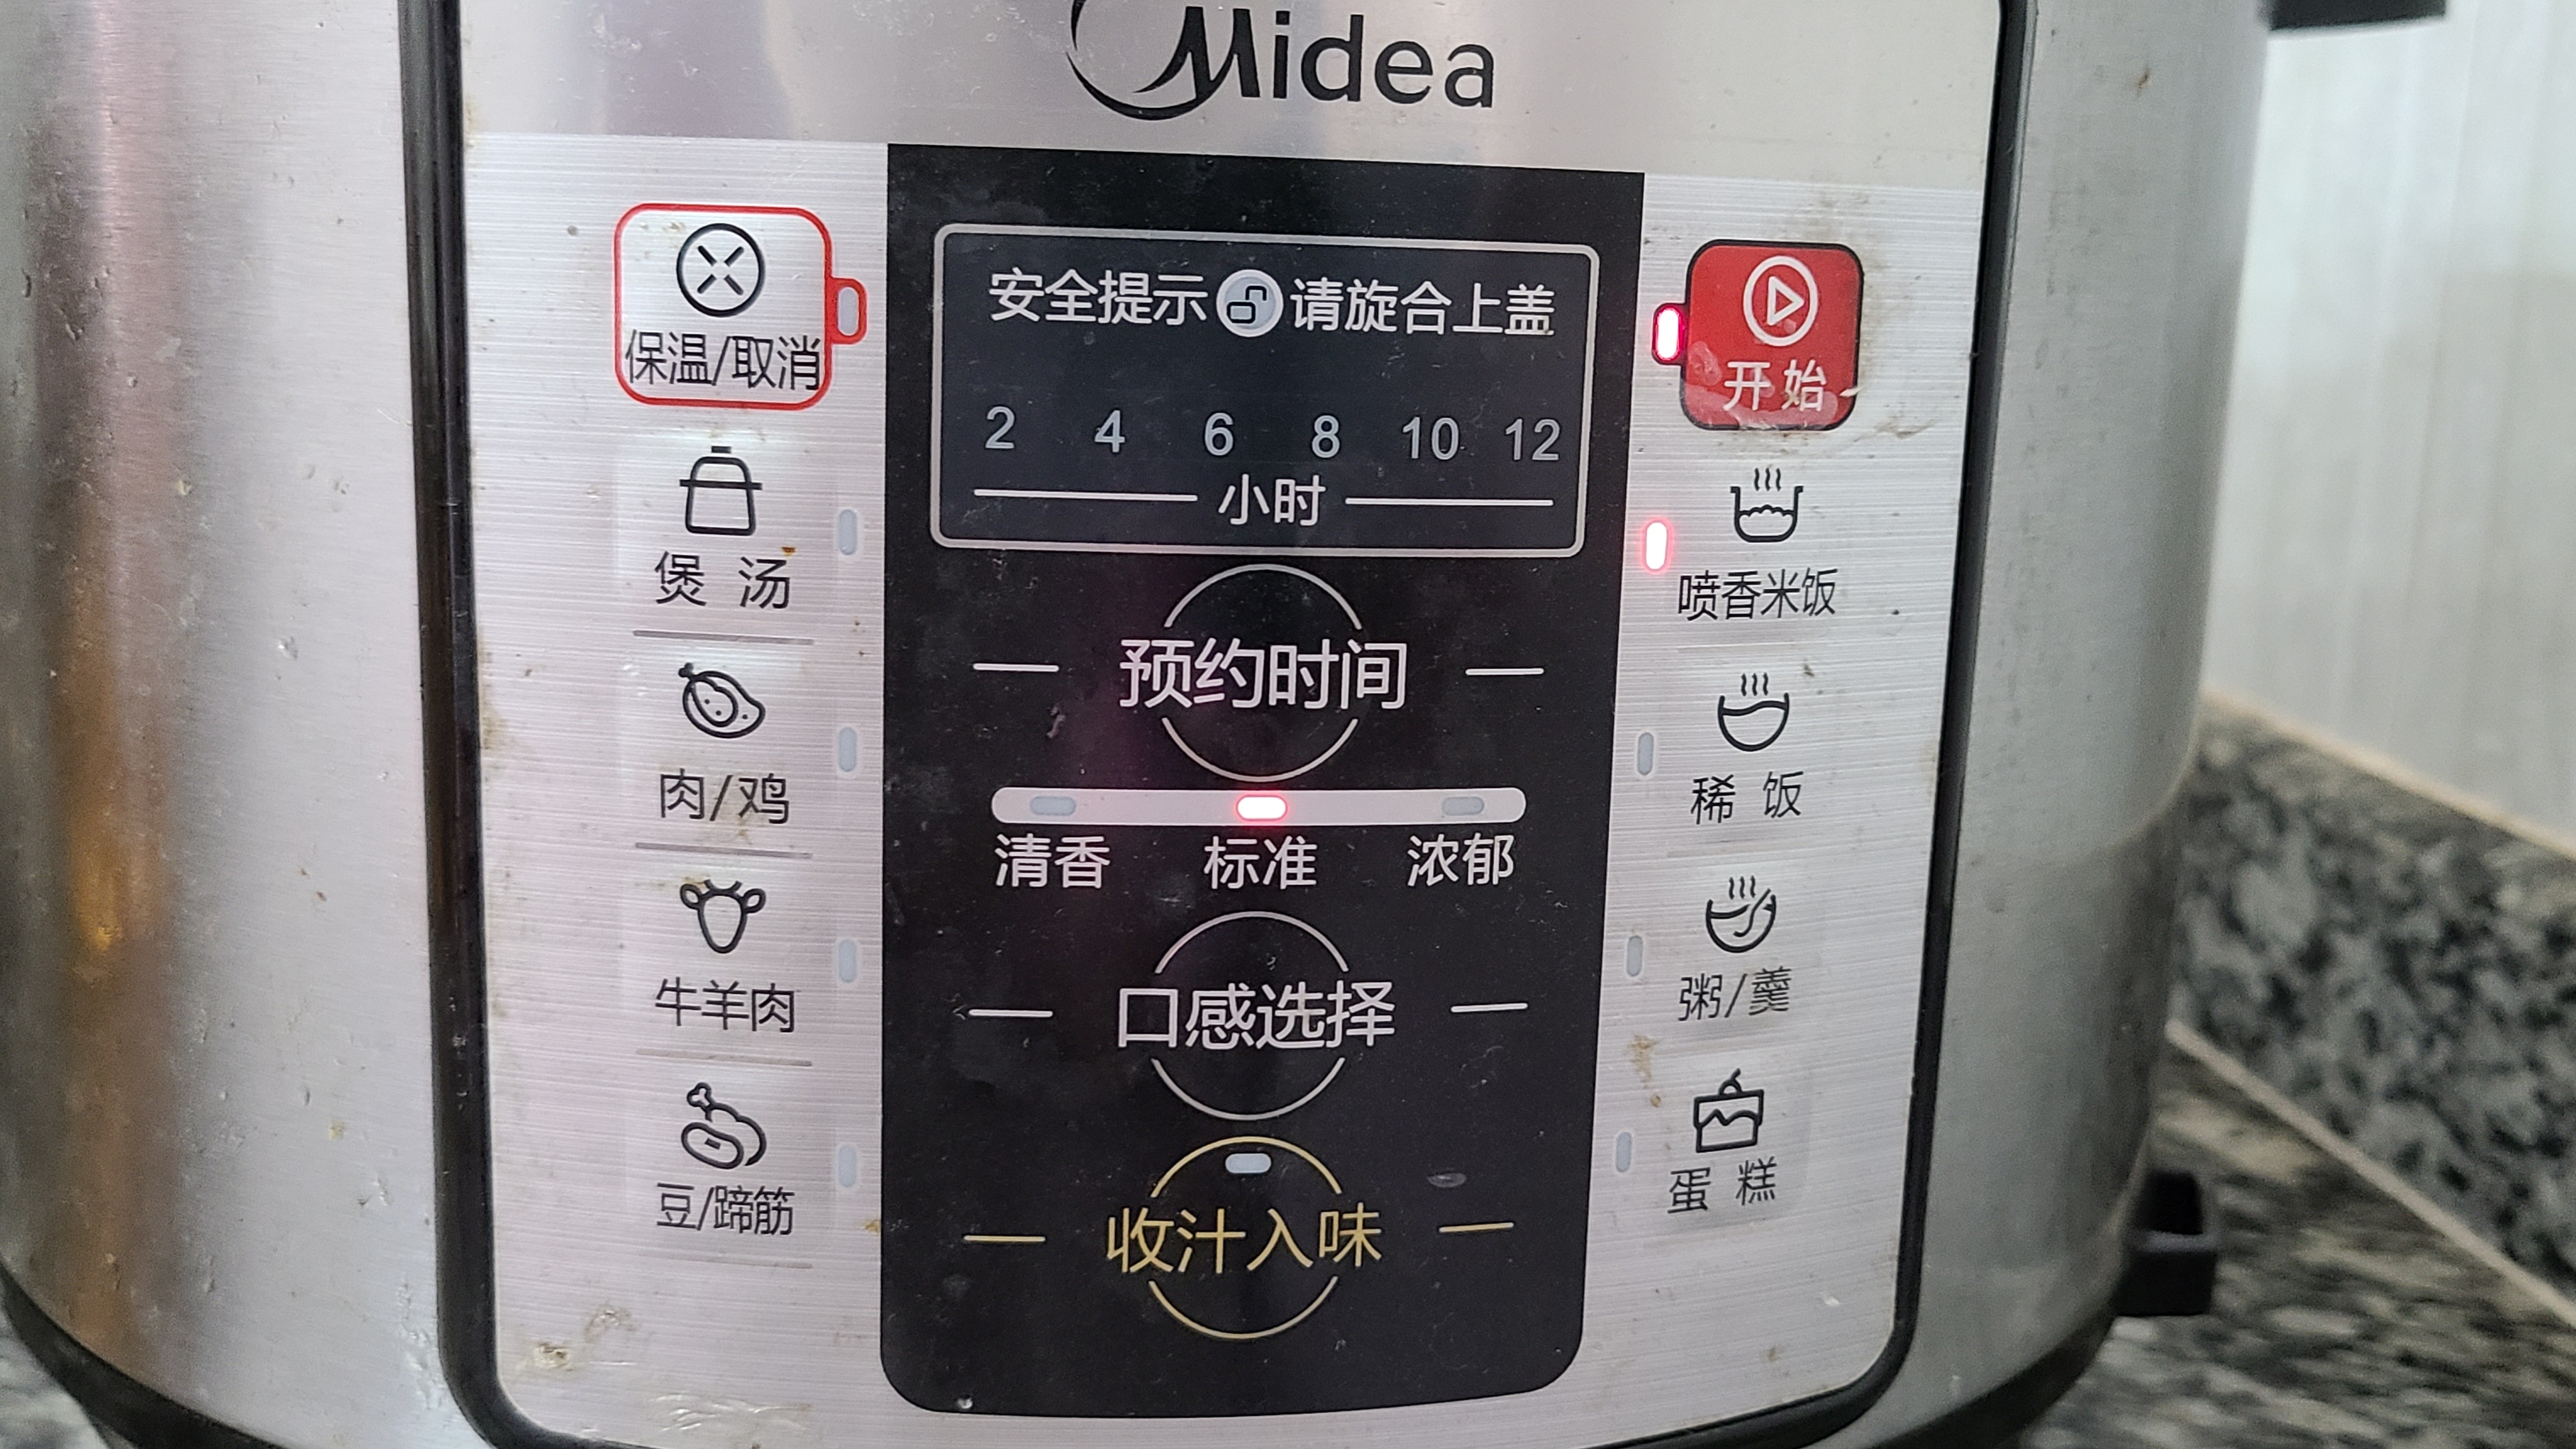 Midea
保温/取消
煲汤
肉/鸡
牛羊肉
豆/蹄筋
安全提示 请旋合上盖
2 4 6 8 10 12
小时
预约时间
清香 标准 浓郁
口感选择
收汁入味
开始
喷香米饭
稀饭
粥/羹
蛋糕